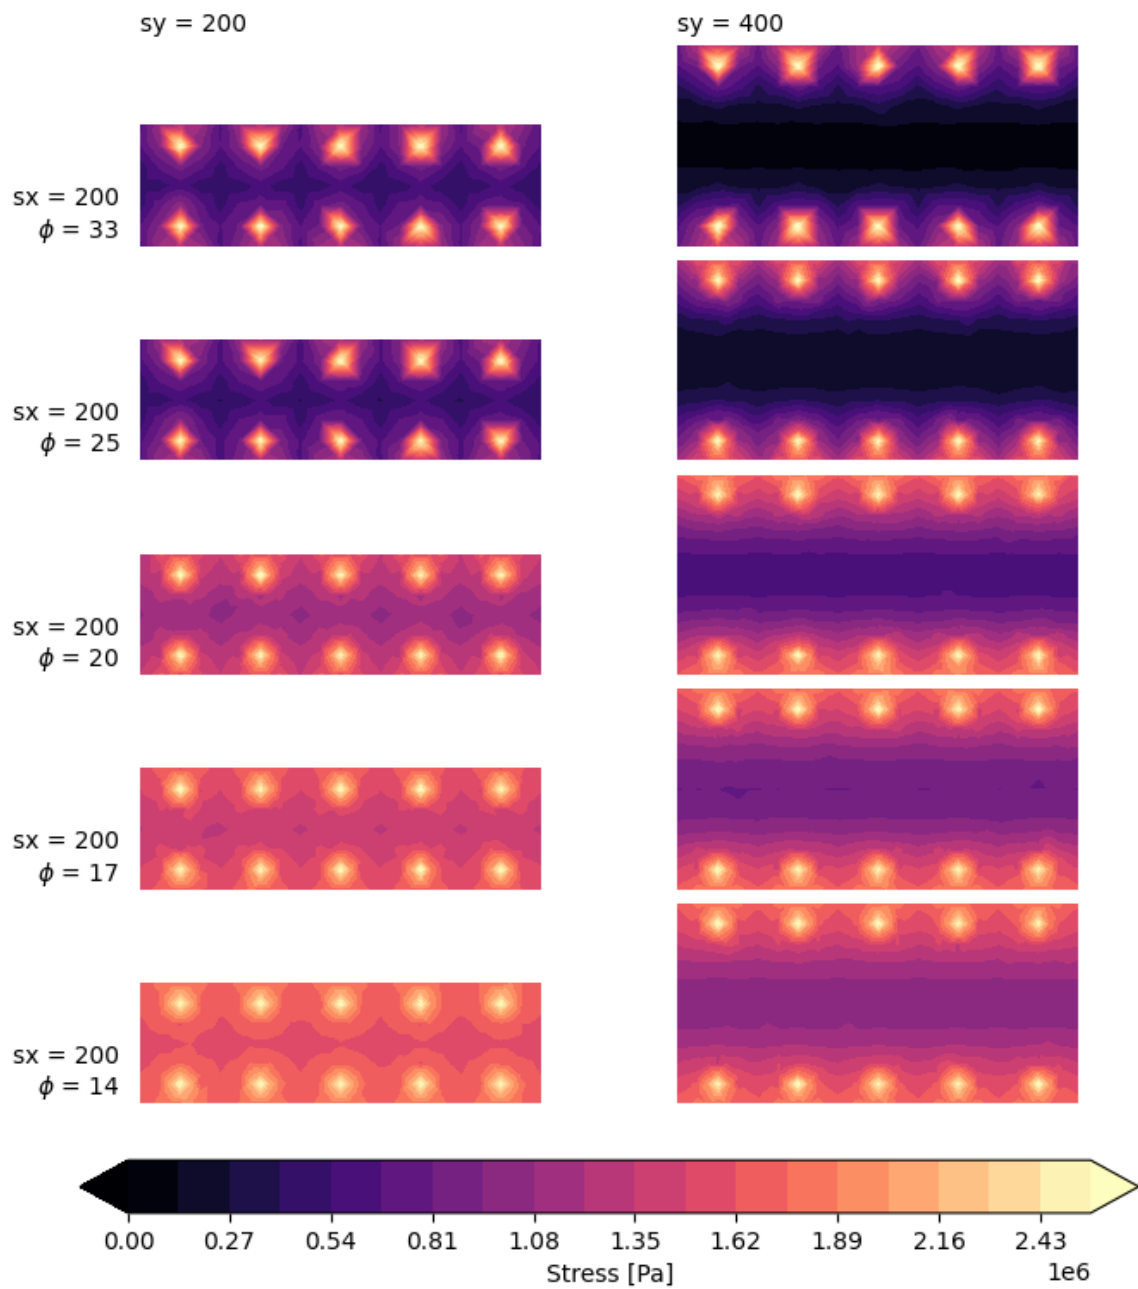 sy = 200
sy = 400
sx = 200
ϕ = 33
sx = 200
ϕ = 25
sx = 200
ϕ = 20
sx = 200
ϕ = 17
sx = 200
ϕ = 14
0.00 0.27 0.54 0.81 1.08 1.35 1.62 1.89 2.16 2.43
Stress [Pa]
1e6